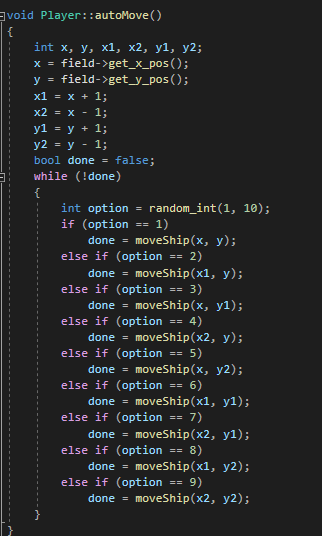 void Player::autoMove()
{
    int x, y, x1, x2, y1, y2;
    x = field->get_x_pos();
    y = field->get_y_pos();
    x1 = x + 1;
    x2 = x - 1;
    y1 = y + 1;
    y2 = y - 1;
    bool done = false;
    while (!done)
    {
        int option = random_int(1, 10);
        if (option == 1)
            done = moveShip(x, y);
        else if (option == 2)
            done = moveShip(x1, y);
        else if (option == 3)
            done = moveShip(x, y1);
        else if (option == 4)
            done = moveShip(x2, y);
        else if (option == 5)
            done = moveShip(x, y2);
        else if (option == 6)
            done = moveShip(x1, y1);
        else if (option == 7)
            done = moveShip(x2, y1);
        else if (option == 8)
            done = moveShip(x1, y2);
        else if (option == 9)
            done = moveShip(x2, y2);
    }
}